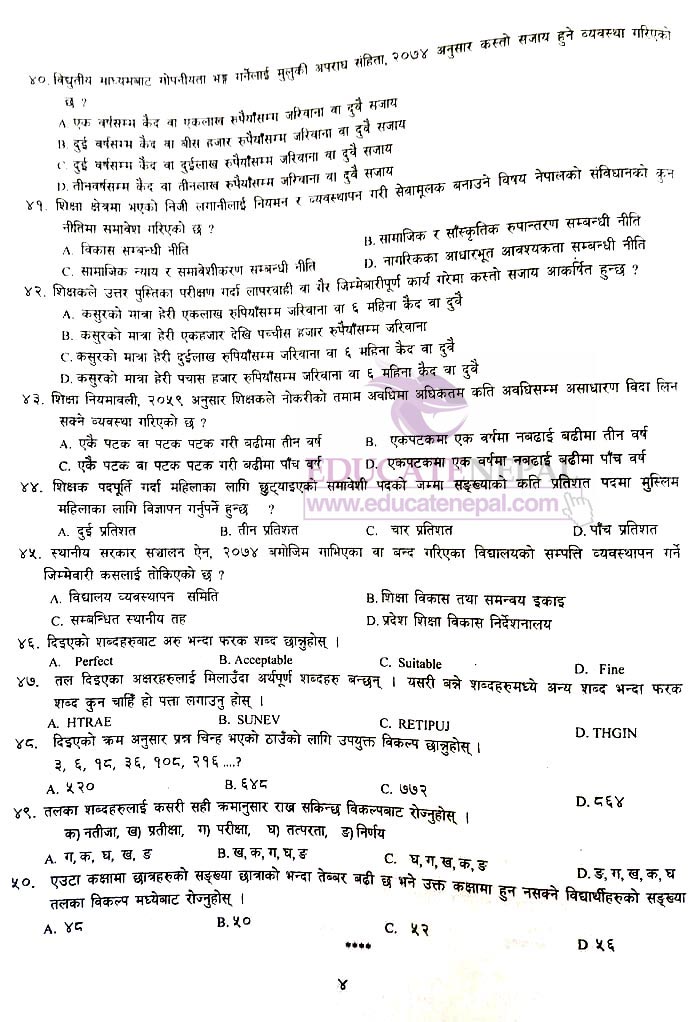 ४०. विद्युतीय माध्यमबाट गोपनीयता भङ्ग गर्नेलाई मुलुकी अपराध संहिता, २०७४ अनुसार कस्तो सजाय हुने व्यवस्था गरिएको
छ ?
A. एक वर्षसम्म कैद वा एकलाख रुपैयाँसम्म जरिवाना वा दुवै सजाय
B. दुई वर्षसम्म कैद वा बीस हजार रुपैयाँसम्म जरिवाना वा दुवै सजाय
C. दुई वर्षसम्म कैद वा दुईलाख रुपैयाँसम्म जरिवाना वा दुवै सजाय
D. तीनवर्षसम्म कैद वा तीनलाख रुपैयाँसम्म जरिवाना वा दुवै सजाय
४१. शिक्षा क्षेत्रमा भएको निजी लगानीलाई नियमन र व्यवस्थापन गरी सेवामूलक बनाउने विषय नेपालको संविधानको कुन
नीतिमा समावेश गरिएको छ ?
A. विकास सम्बन्धी नीति B. सामाजिक र साँस्कृतिक रुपान्तरण सम्बन्धी नीति
C. सामाजिक न्याय र समावेशीकरण सम्बन्धी नीति D. नागरिकका आधारभूत आवश्यकता सम्बन्धी नीति
४२. शिक्षकले उत्तर पुस्तिका परीक्षण गर्दा लापरवाही वा गैर जिम्मेवारीपूर्ण कार्य गरेमा कस्तो सजाय आकर्षित हुन्छ ?
A. कसुरको मात्रा हेरी एकलाख रुपियाँसम्म जरिवाना वा ६ महिना कैद वा दुवै
B. कसुरको मात्रा हेरी एकहजार देखि पच्चीस हजार रुपैयाँसम्म जरिवाना
C. कसुरको मात्रा हेरी दुईलाख रुपियाँसम्म जरिवाना वा ६ महिना कैद वा दुवै
D. कसुरको मात्रा हेरी पचास हजार रुपियाँसम्म जरिवाना वा ६ महिना कैद वा दुवै
४३. शिक्षा नियमावली, २०५९ अनुसार शिक्षकले नोकरीको तमाम अवधिमा अधिकतम कति अवधिसम्म असाधारण विदा लिन
सक्ने व्यवस्था गरिएको छ ?
A. एकै पटक वा पटक पटक गरी बढीमा तीन वर्ष B. एकपटकमा एक वर्षमा नबढाई बढीमा तीन वर्ष
C. एकै पटक वा पटक पटक गरी बढीमा पाँच वर्ष D. एकपटकमा एक वर्षमा नबढाई बढीमा पाँच वर्ष
EDUCATENEPAL
४४. शिक्षक पदपूर्ति गर्दा महिलाका लागि छुट्याइएको समावेशी पदको जम्मा सङ्ख्याको कति प्रतिशत पदमा मुस्लिम
महिलाका लागि विज्ञापन गर्नुपर्ने हुन्छ ?
www.educatenepal.com
A. दुई प्रतिशत B. तीन प्रतिशत C. चार प्रतिशत D. पाँच प्रतिशत
४५. स्थानीय सरकार सञ्चालन ऐन, २०७४ बमोजिम गाभिएका वा बन्द गरिएका विद्यालयको सम्पत्ति व्यवस्थापन गर्ने
जिम्मेबारी कसलाई तोकिएको छ ?
A. विद्यालय व्यवस्थापन समिति B. शिक्षा विकास तथा समन्वय इकाइ
C. सम्बन्धित स्थानीय तह D. प्रदेश शिक्षा विकास निर्देशनालय
४६. दिइएको शब्दहरुबाट अरु भन्दा फरक शब्द छान्नुहोस् ।
A. Perfect B. Acceptable C. Suitable D. Fine
४७. तल दिइएका अक्षरहरुलाई मिलाउँदा अर्थपूर्ण शब्दहरु बन्छन् । यसरी बन्ने शब्दहरुमध्ये अन्य शब्द भन्दा फरक
शब्द कुन चाहिँ हो पत्ता लगाउनु होस् ।
A. HTRAE B. SUNEV C. RETIPUJ D. THGIN
४८. दिइएको क्रम अनुसार प्रश्न चिन्ह भएको ठाउँको लागि उपयुक्त विकल्प छान्नुहोस् ।
३, ६, १८, ३६, १०८, २१६ ....?
A. ५२० B. ६४८ C. ७७२ D. ८६४
४९. तलका शब्दहरुलाई कसरी सही क्रमानुसार राख्न सकिन्छ विकल्पबाट रोज्नुहोस् ।
क) नतीजा, ख) प्रतीक्षा, ग) परीक्षा, घ) तत्परता, ङ) निर्णय
A. ग, क, घ, ख, ङ B. ख, क, ग, घ, ङ C. घ, ग, ख, क, ङ D. ङ, ग, ख, क, घ
५०. एउटा कक्षामा छात्रहरुको सङ्ख्या छात्राको भन्दा तेब्बर बढी छ भने उक्त कक्षामा हुन नसक्ने विद्यार्थीहरुको सङ्ख्या
तलका विकल्प मध्येबाट रोज्नुहोस् ।
A. ४८ B. ५० C. ५२ D ५६
****
४